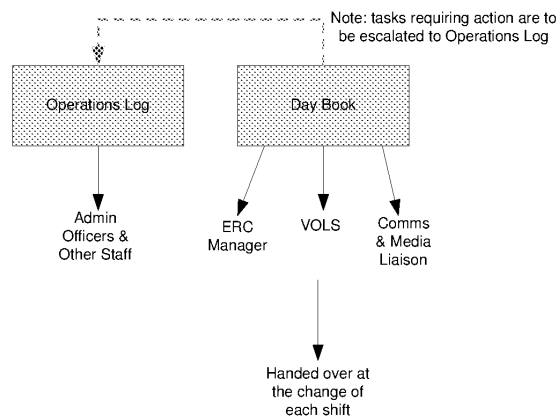 Note: tasks requiring action are to
be escalated to Operations Log
Operations Log
Day Book
Admin
Officers &
Other Staff
ERC
Manager
VOLS
Comms
& Media
Liaison
Handed over at
the change of
each shift